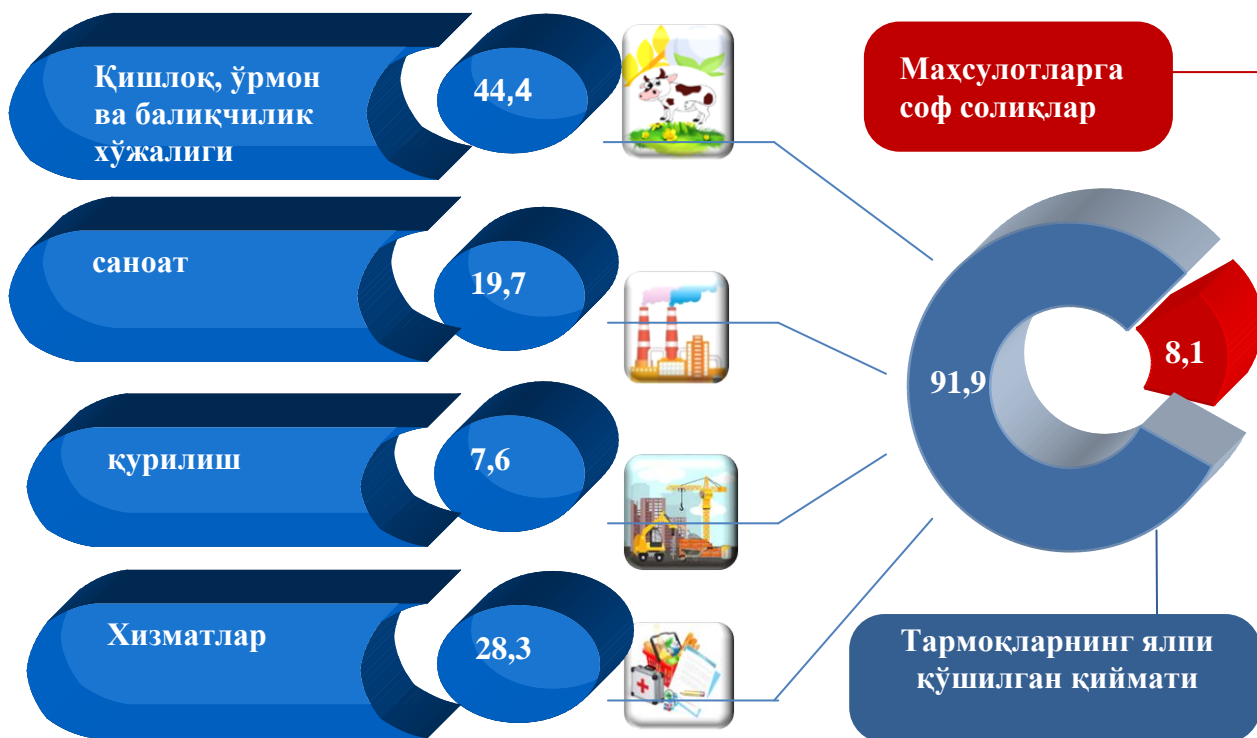 Қишлоқ, ўрмон
ва балиқчилик
хўжалиги
44,4
саноат
19,7
қурилиш
7,6
Хизматлар
28,3
Маҳсулотларга
соф солиқлар
8,1
91,9
Тармоқларнинг ялпи
қўшилган қиймати